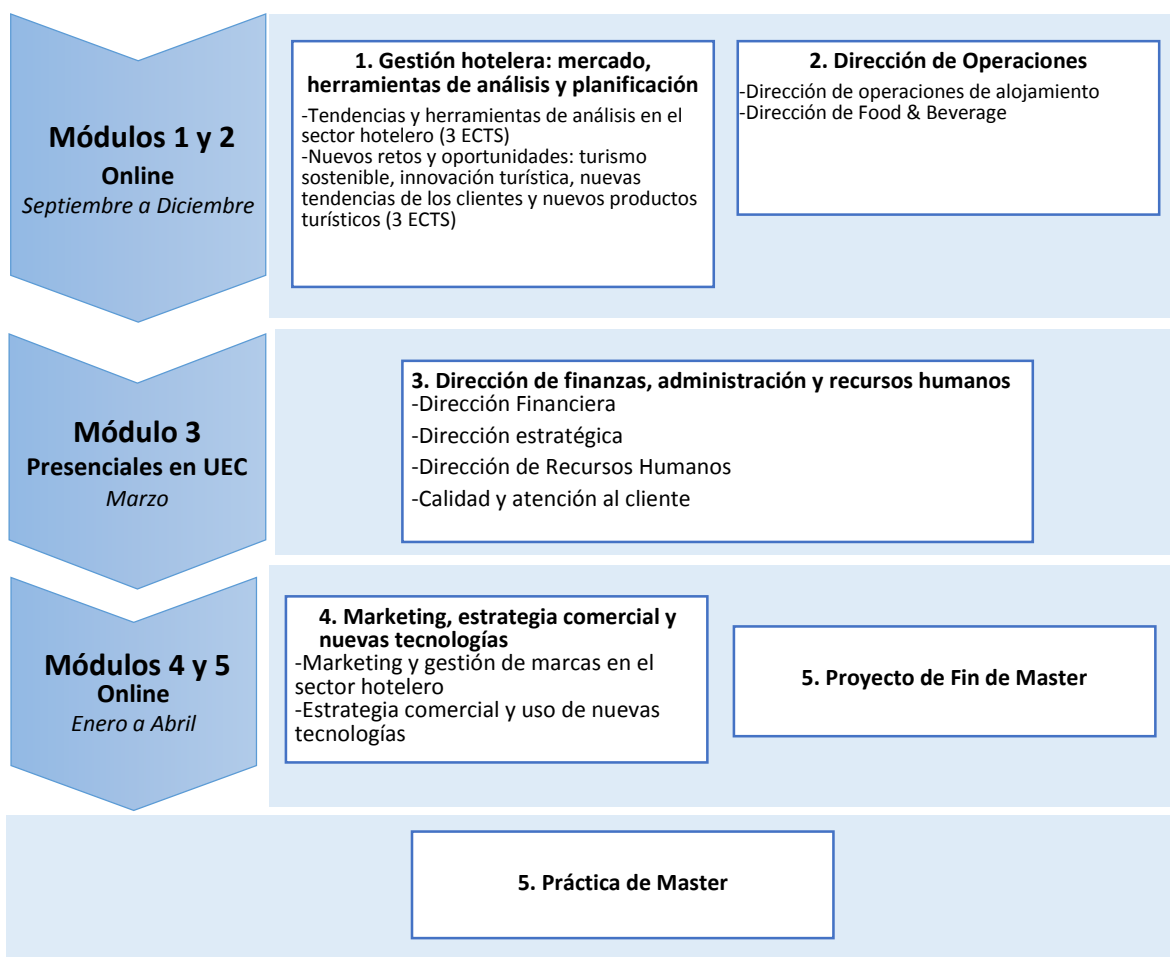 Módulos 1 y 2
Online
Septiembre a Diciembre
1. Gestión hotelera: mercado,
herramientas de análisis y planificación
-Tendencias y herramientas de análisis en el
sector hotelero (3 ECTS)
-Nuevos retos y oportunidades: turismo
sostenible, innovación turística, nuevas
tendencias de los clientes y nuevos productos
turísticos (3 ECTS)
2. Dirección de Operaciones
-Dirección de operaciones de alojamiento
-Dirección de Food & Beverage
Módulo 3
Presenciales en UEC
Marzo
3. Dirección de finanzas, administración y recursos humanos
-Dirección Financiera
-Dirección estratégica
-Dirección de Recursos Humanos
-Calidad y atención al cliente
Módulos 4 y 5
Online
Enero a Abril
4. Marketing, estrategia comercial y
nuevas tecnologías
-Marketing y gestión de marcas en el
sector hotelero
-Estrategia comercial y uso de nuevas
tecnologías
5. Proyecto de Fin de Master
5. Práctica de Master